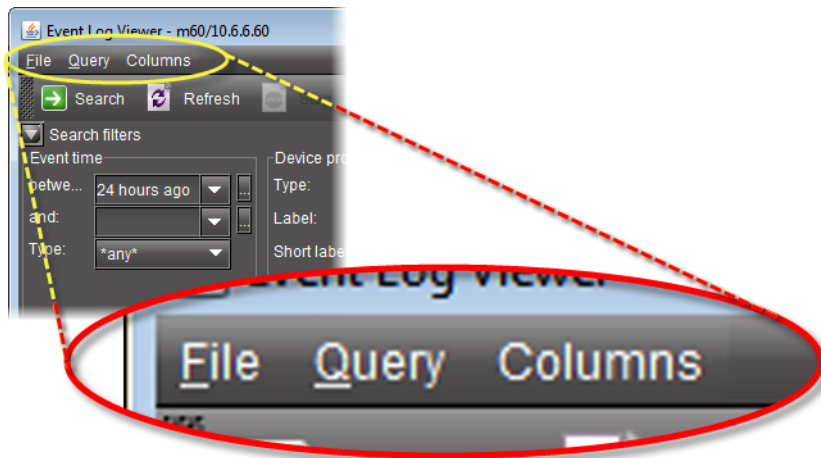 Event Log Viewer - m60/10.6.6.60
File Query Columns
Search Refresh
Search filters
Event time
Device pro
betwe... 24 hours ago ...
Type:
and: ...
Label:
Type: *any*
Short labe
Event Log Viewer
File Query Columns